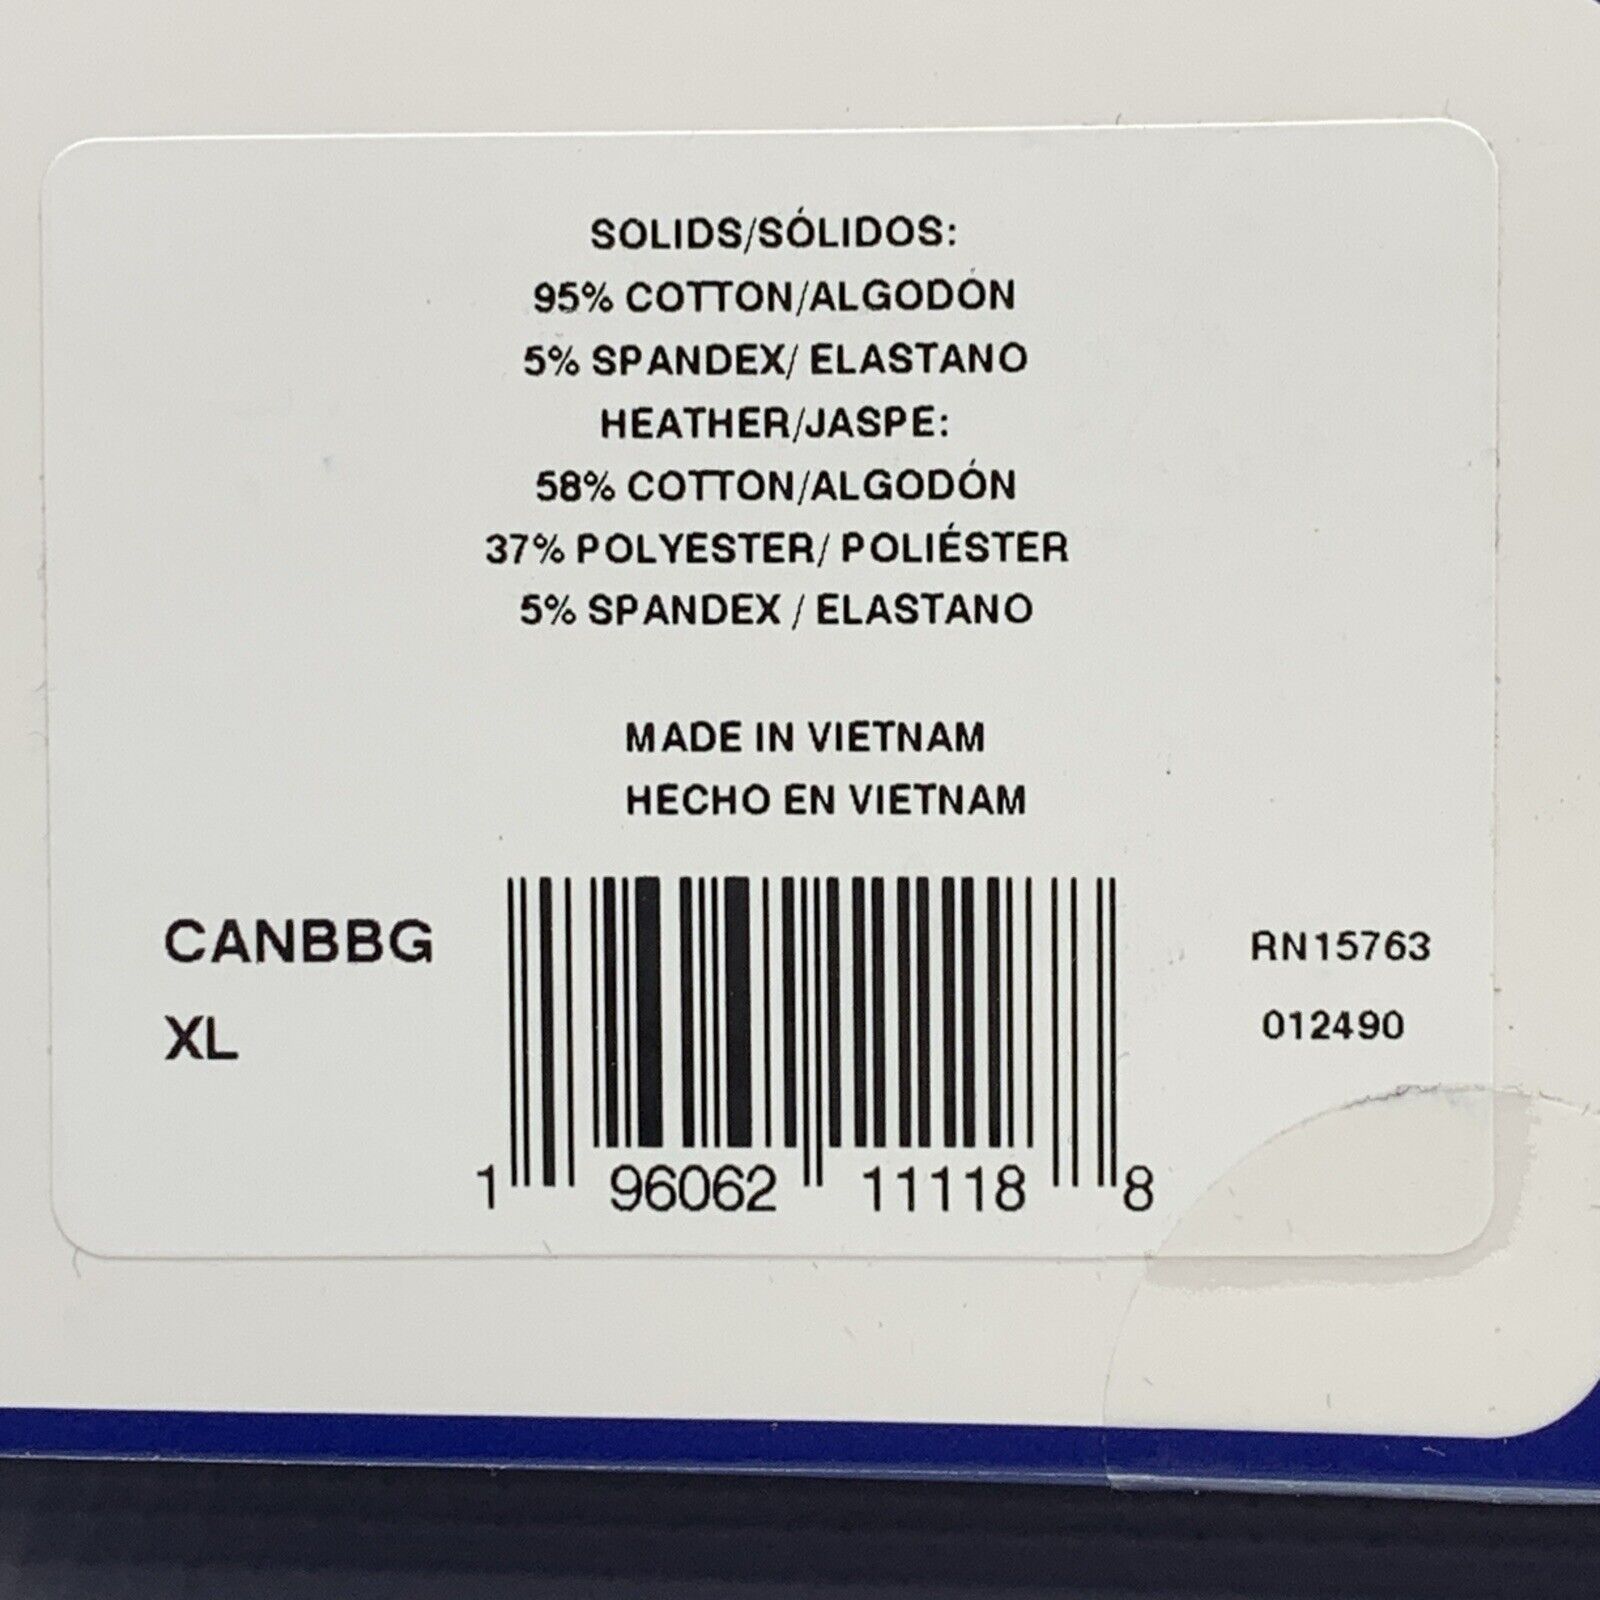 SOLIDS/SÓLIDOS:
95% COTTON/ALGODÓN
5% SPANDEX/ ELASTANO
HEATHER/JASPE:
58% COTTON/ALGODÓN
37% POLYESTER/ POLIÉSTER
5% SPANDEX / ELASTANO
MADE IN VIETNAM
HECHO EN VIETNAM
CANBBG
XL
RN15763
012490
1 96062 11118 8